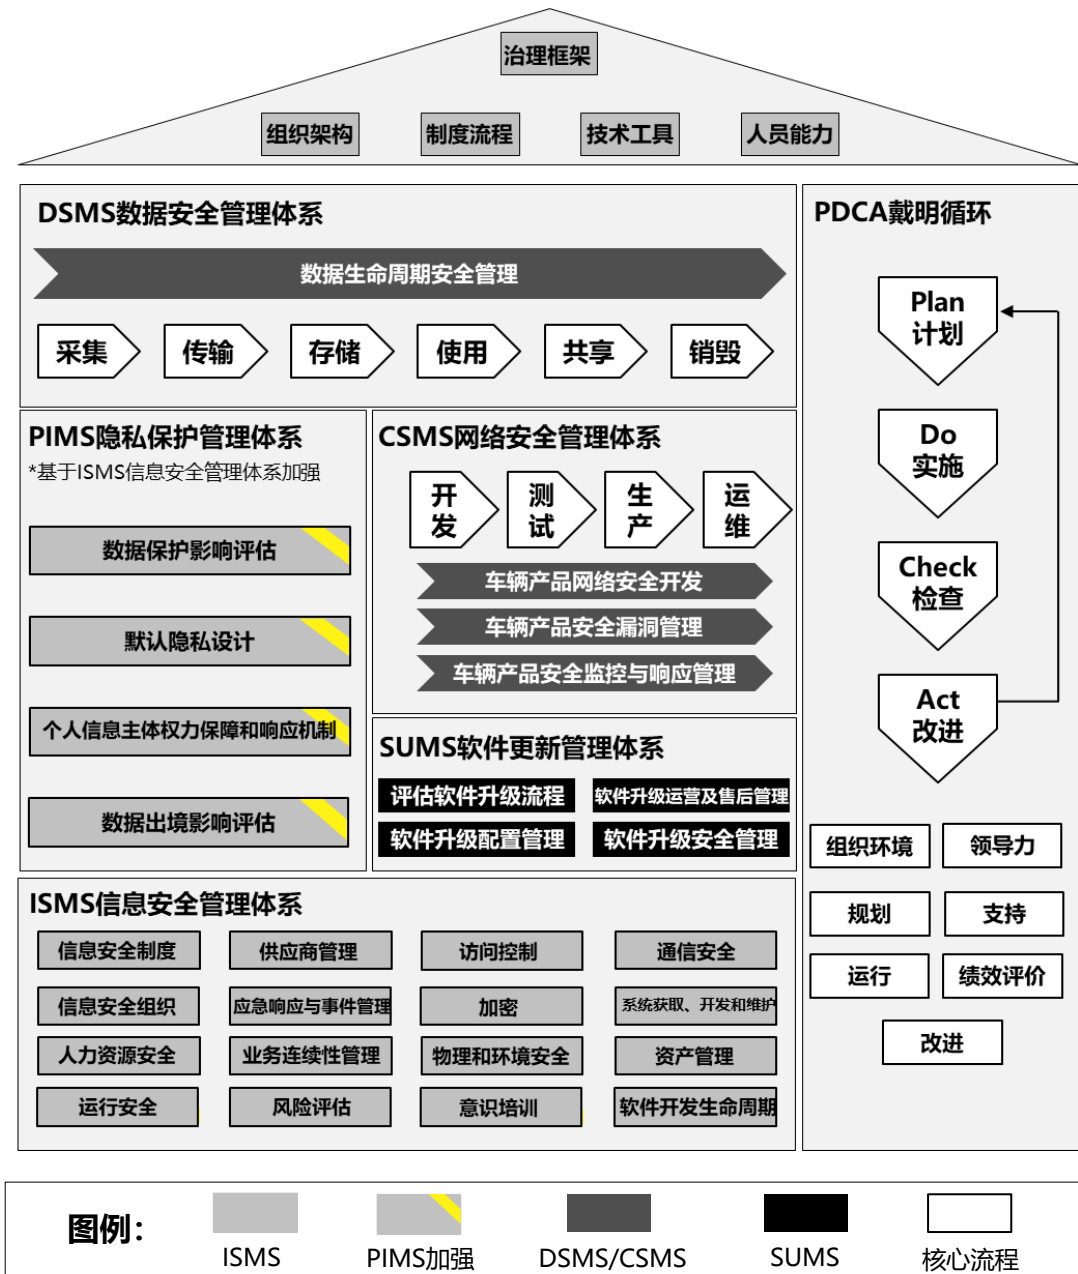 治理框架
组织架构
制度流程
技术工具
人员能力
DSMS数据安全管理体系
数据生命周期安全管理
采集
传输
存储
使用
共享
销毁
PIMS隐私保护管理体系
*基于ISMS信息安全管理体系加强
数据保护影响评估
默认隐私设计
个人信息主体权力保障和响应机制
数据出境影响评估
CSMS网络安全管理体系
开
发
测
试
生
产
运
维
车辆产品网络安全开发
车辆产品安全漏洞管理
车辆产品安全监控与响应管理
SUMS软件更新管理体系
评估软件升级流程
软件升级运营及售后管理
软件升级配置管理
软件升级安全管理
ISMS信息安全管理体系
信息安全制度
供应商管理
访问控制
通信安全
信息安全组织
应急响应与事件管理
加密
系统获取、开发和维护
人力资源安全
业务连续性管理
物理和环境安全
资产管理
运行安全
风险评估
意识培训
软件开发生命周期
PDCA戴明循环
Plan
计划
Do
实施
Check
检查
Act
改进
组织环境
领导力
规划
支持
运行
绩效评价
改进
图例：
ISMS
PIMS加强
DSMS/CSMS
SUMS
核心流程